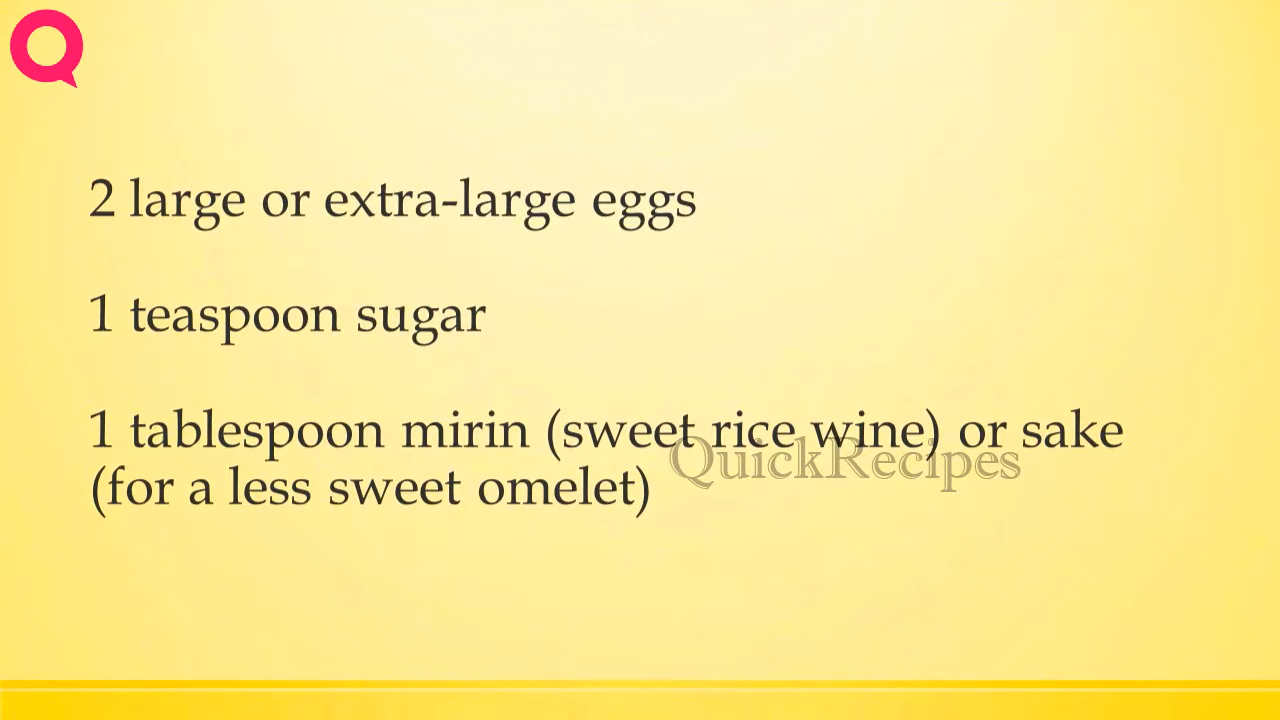 2 large or extra-large eggs
1 teaspoon sugar
1 tablespoon mirin (sweet rice wine) or sake
(for a less sweet omelet)
QuickRecipes